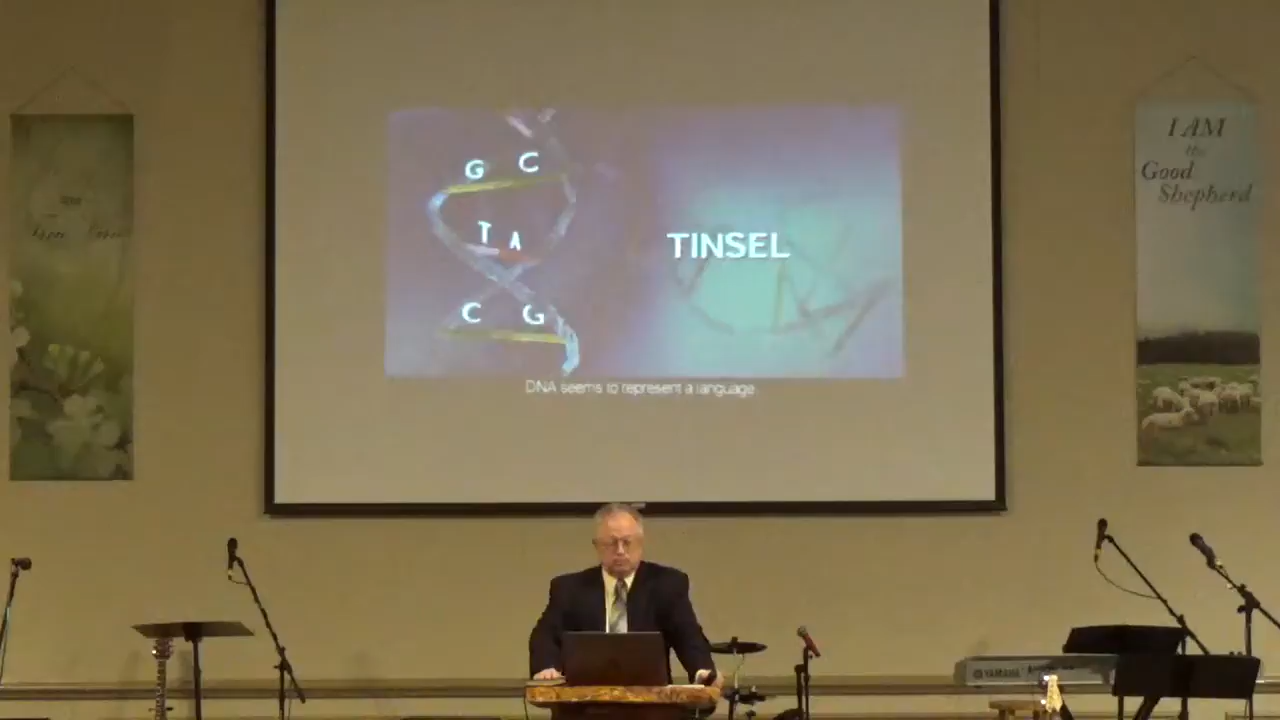 G C
T A
C G
TINSEL
DNA seems to represent a language.
I AM
the
Good
Shepherd
YAMAHA